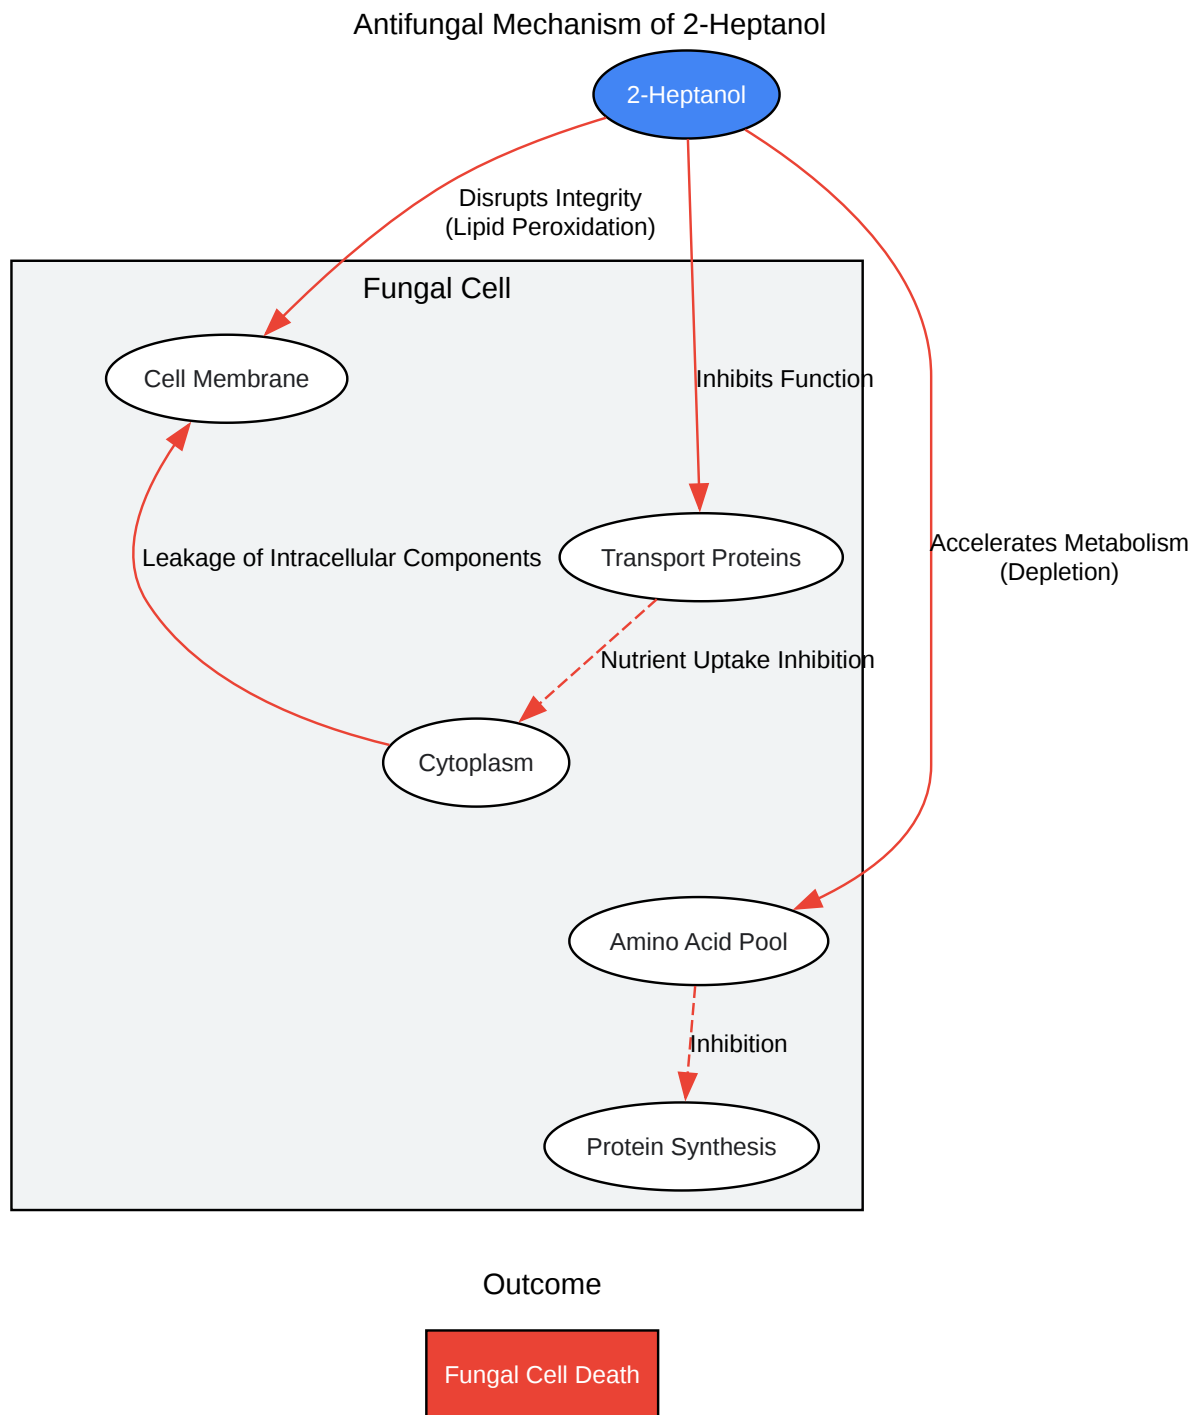 Antifungal Mechanism of 2-Heptanol
2-Heptanol
Disrupts Integrity
(Lipid Peroxidation)
Fungal Cell
Cell Membrane
Inhibits Function
Leakage of Intracellular Components
Transport Proteins
Accelerates Metabolism
(Depletion)
Nutrient Uptake Inhibition
Cytoplasm
Amino Acid Pool
Inhibition
Protein Synthesis
Outcome
Fungal Cell Death